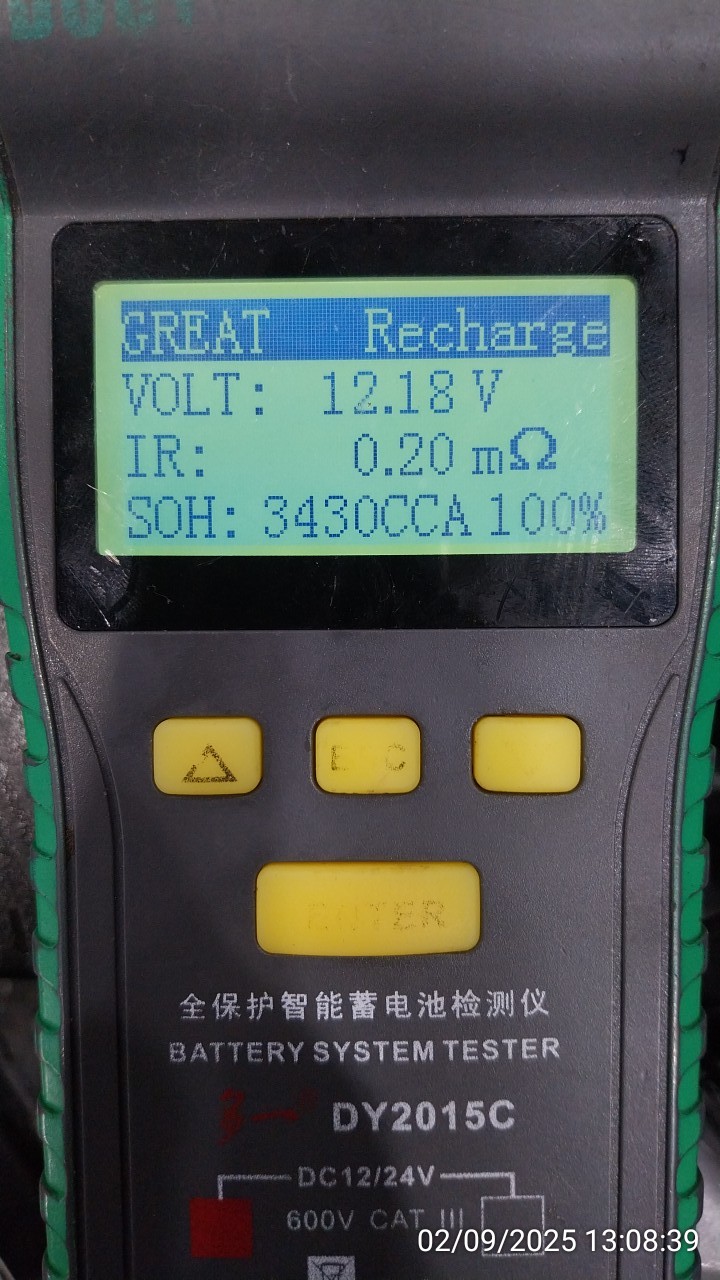 GREAT Recharge
VOLT: 12.18 V
IR: 0.20 mΩ
SOH: 3430CCA 100%
ENTER
全保护智能蓄电池检测仪
BATTERY SYSTEM TESTER
DY2015C
DC12/24V
600V CAT III
02/09/2025 13:08:39